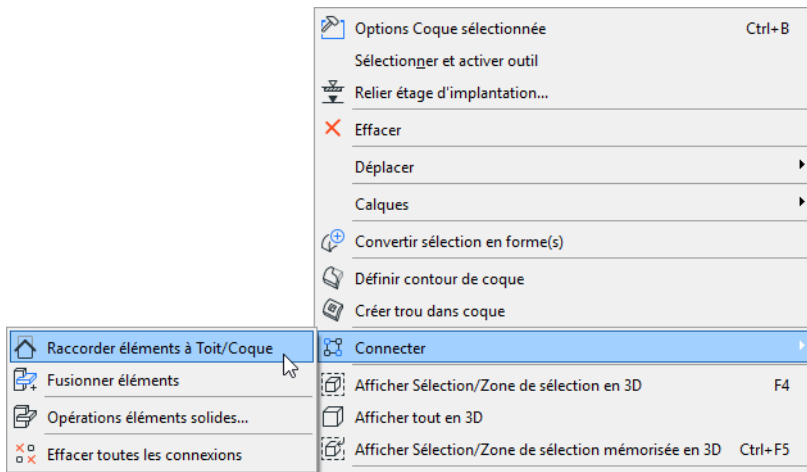 Options Coque sélectionnée Ctrl+B
Sélectionner et activer outil
Relier étage d'implantation...
Effacer
Déplacer
Calques
Convertir sélection en forme(s)
Définir contour de coque
Créer trou dans coque
Connecter
Raccorder éléments à Toit/Coque
Fusionner éléments
Opérations éléments solides...
Effacer toutes les connexions
Afficher Sélection/Zone de sélection en 3D F4
Afficher tout en 3D
Afficher Sélection/Zone de sélection mémorisée en 3D Ctrl+F5